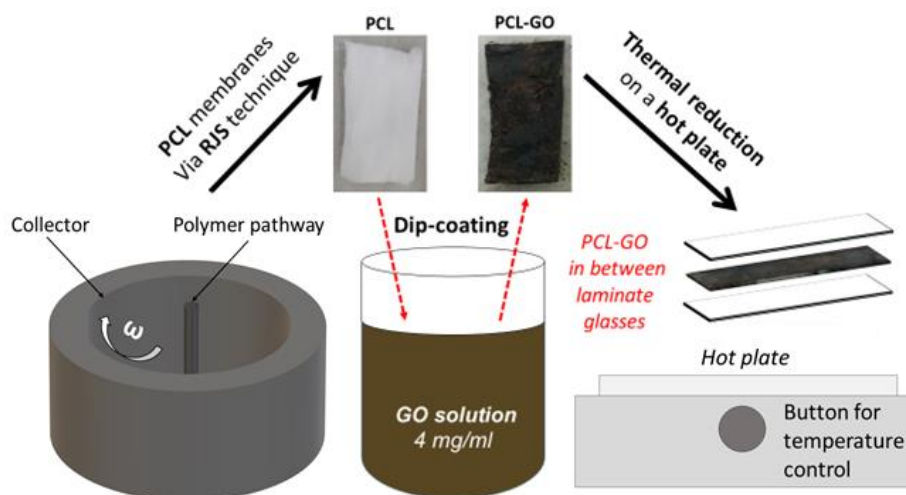 PCL
PCL-GO
PCL membranes
Via RJS technique
Thermal reduction
on a hot plate
Collector
Polymer pathway
Dip-coating
PCL-GO
in between
laminate
glasses
ω
GO solution
4 mg/ml
Hot plate
Button for
temperature
control